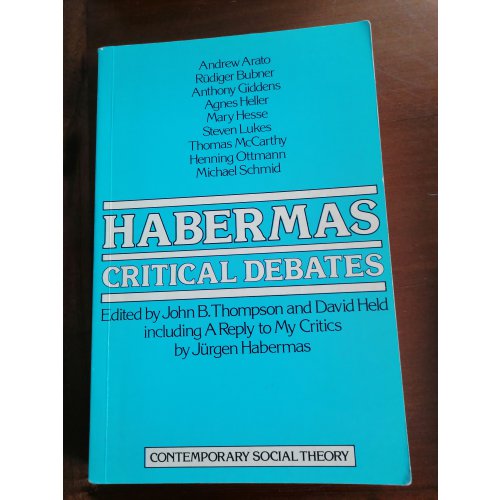 Andrew Arato
Rüdiger Bubner
Anthony Giddens
Agnes Heller
Mary Hesse
Steven Lukes
Thomas McCarthy
Henning Ottmann
Michael Schmid
HABERMAS
CRITICAL DEBATES
Edited by John B. Thompson and David Held
including A Reply to My Critics
by Jürgen Habermas
CONTEMPORARY SOCIAL THEORY